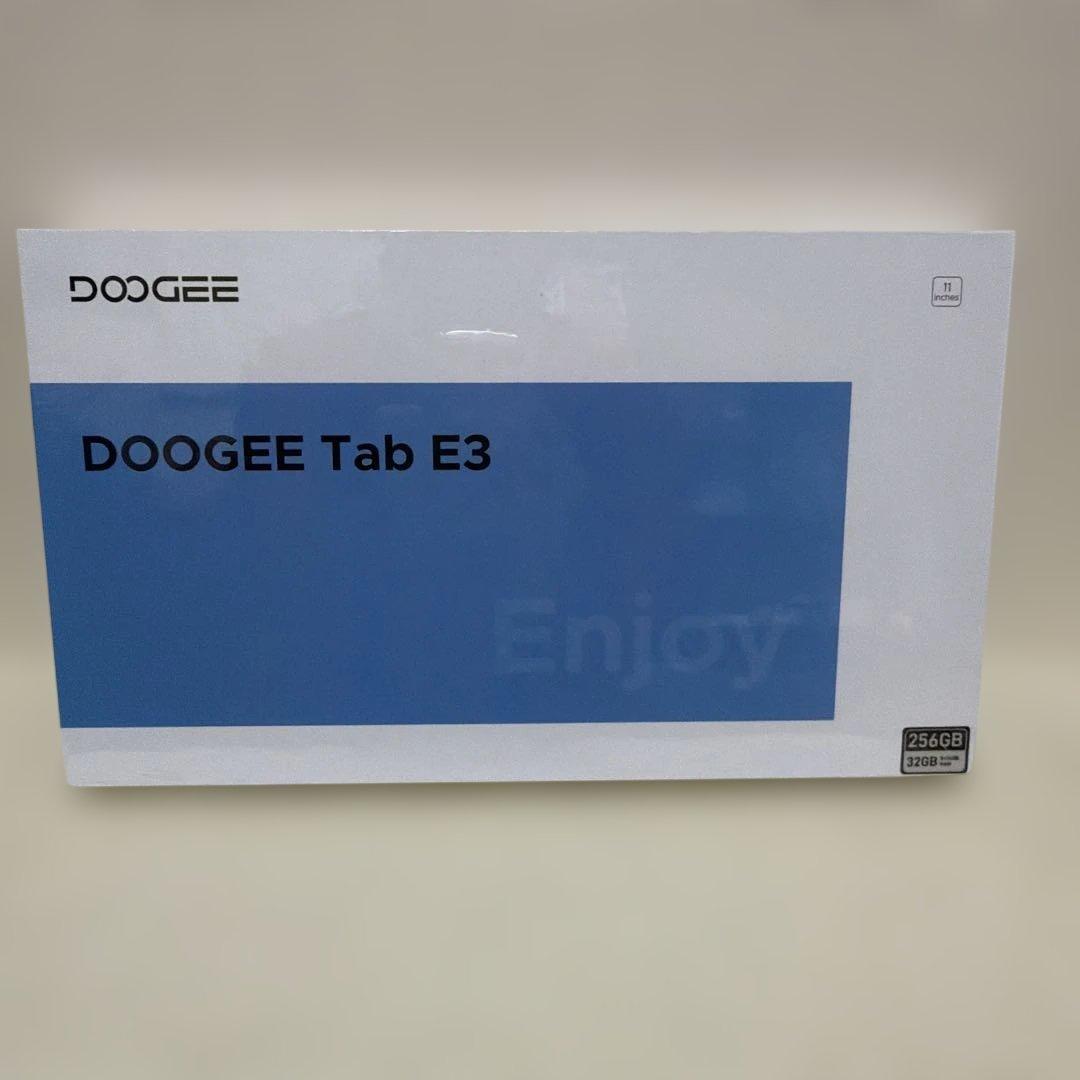 DOOGEE
11
inches
DOOGEE Tab E3
Enjoy
256GB
32GB